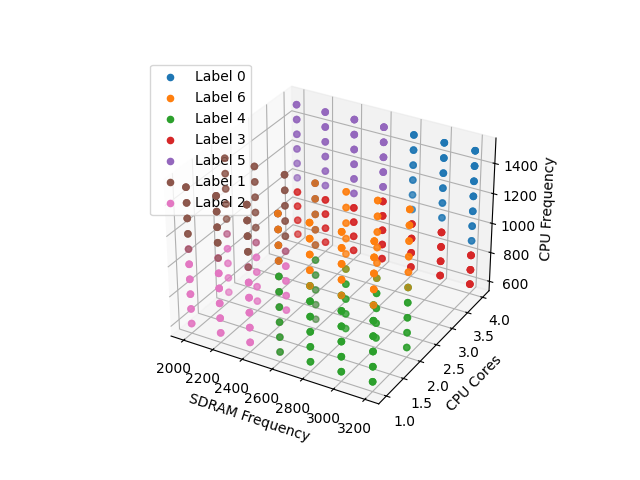 Label 0
Label 6
Label 4
Label 3
Label 5
Label 1
Label 2
1400
1200
1000
800
600
CPU Frequency
4.0
3.5
3.0
2.5
2.0
1.5
1.0
CPU Cores
2000
2200
2400
2600
2800
3000
3200
SDRAM Frequency